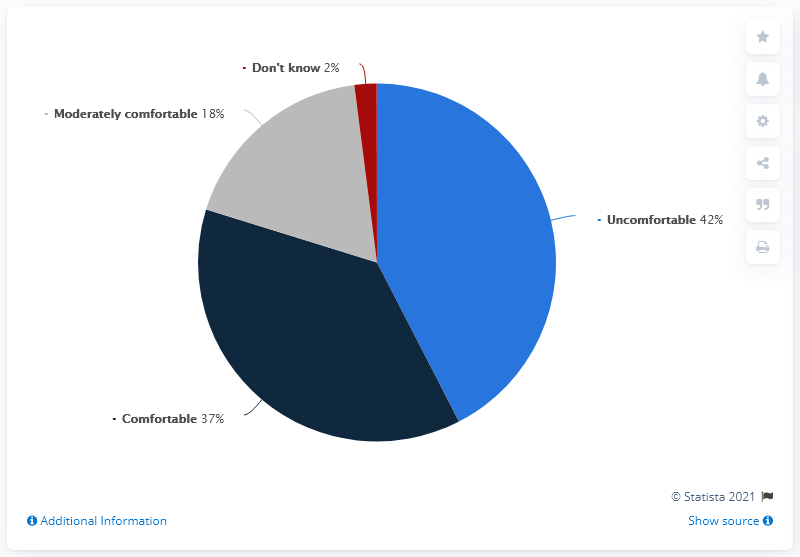 Don't know 2%
Moderately comfortable 18%
Uncomfortable 42%
Comfortable 37%
© Statista 2021
Additional Information
Show source